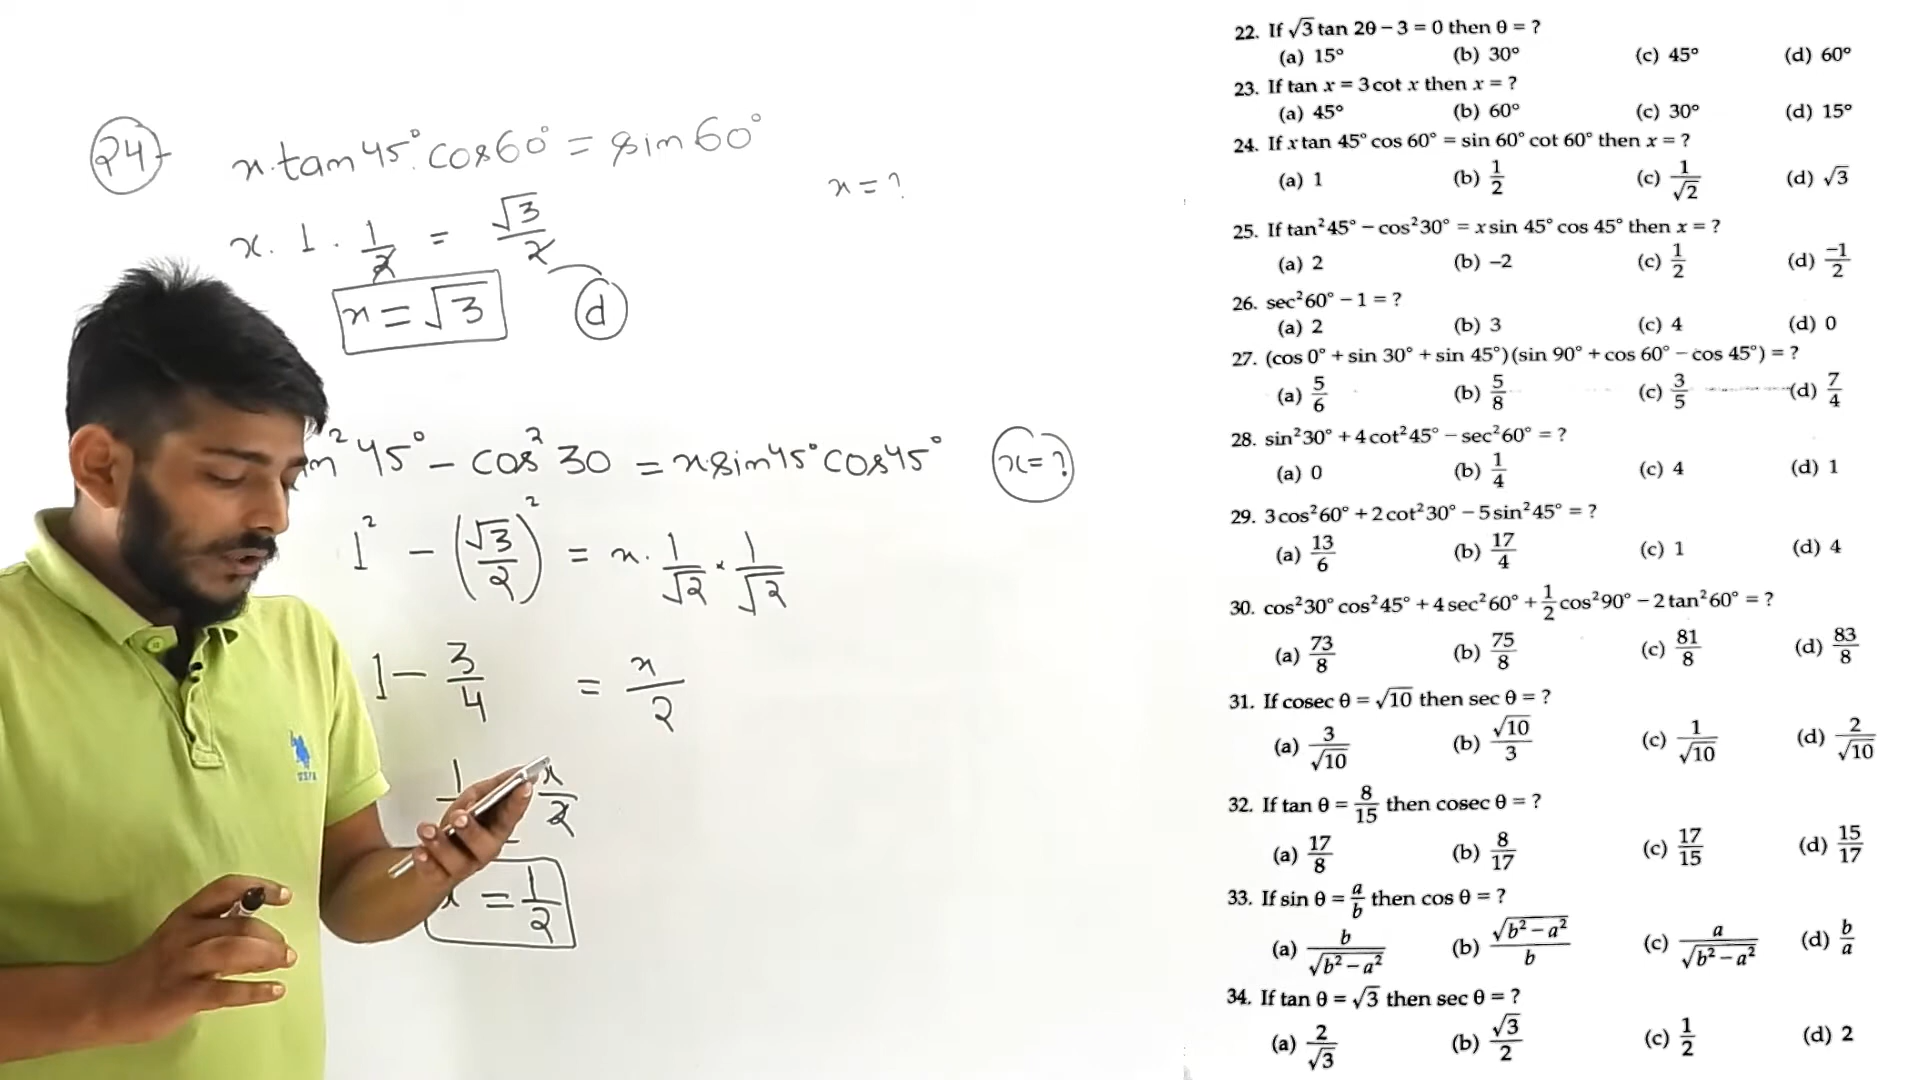 24-
x.tan45°.cos60° = sin60°
x = ?
x. 1 . 1/2 = √3/2
x = √3
d
n²45° - cos²30 = x.sin45°cos45°
x = ?
1² - (√3/2)² = x. 1/√2 × 1/√2
1 - 3/4 = x/2
1 x/2
= 1/2
22. If √3 tan 2θ – 3 = 0 then θ = ?
(a) 15° (b) 30° (c) 45° (d) 60°
23. If tan x = 3 cot x then x = ?
(a) 45° (b) 60° (c) 30° (d) 15°
24. If x tan 45° cos 60° = sin 60° cot 60° then x = ?
(a) 1 (b) 1/2 (c) 1/√2 (d) √3
25. If tan²45° – cos²30° = x sin 45° cos 45° then x = ?
(a) 2 (b) –2 (c) 1/2 (d) –1/2
26. sec²60° – 1 = ?
(a) 2 (b) 3 (c) 4 (d) 0
27. (cos 0° + sin 30° + sin 45°)(sin 90° + cos 60° – cos 45°) = ?
(a) 5/6 (b) 5/8 (c) 3/5 (d) 7/4
28. sin²30° + 4 cot²45° – sec²60° = ?
(a) 0 (b) 1/4 (c) 4 (d) 1
29. 3 cos²60° + 2 cot²30° – 5 sin²45° = ?
(a) 13/6 (b) 17/4 (c) 1 (d) 4
30. cos²30° cos²45° + 4 sec²60° + 1/2 cos²90° – 2 tan²60° = ?
(a) 73/8 (b) 75/8 (c) 81/8 (d) 83/8
31. If cosec θ = √10 then sec θ = ?
(a) 3/√10 (b) √10/3 (c) 1/√10 (d) 2/√10
32. If tan θ = 8/15 then cosec θ = ?
(a) 17/8 (b) 8/17 (c) 17/15 (d) 15/17
33. If sin θ = a/b then cos θ = ?
(a) b/√(b² – a²) (b) √(b² – a²)/b (c) a/√(b² – a²) (d) b/a
34. If tan θ = √3 then sec θ = ?
(a) 2/√3 (b) √3/2 (c) 1/2 (d) 2